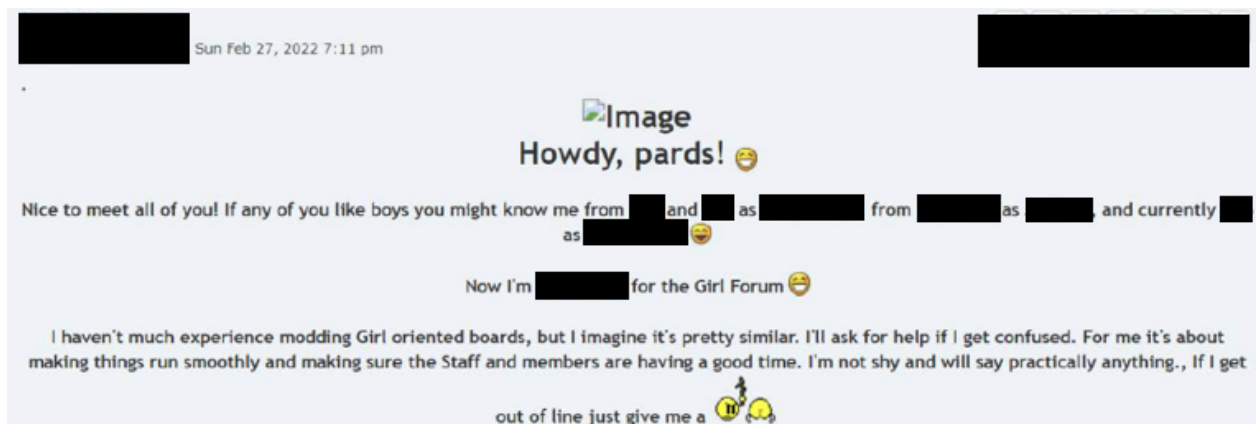 Sun Feb 27, 2022 7:11 pm
.
Image
Howdy, pards!
Nice to meet all of you! If any of you like boys you might know me from and as from as , and currently
as
Now I'm for the Girl Forum
I haven't much experience modding Girl oriented boards, but I imagine it's pretty similar. I'll ask for help if I get confused. For me it's about
making things run smoothly and making sure the Staff and members are having a good time. I'm not shy and will say practically anything., If I get
out of line just give me a